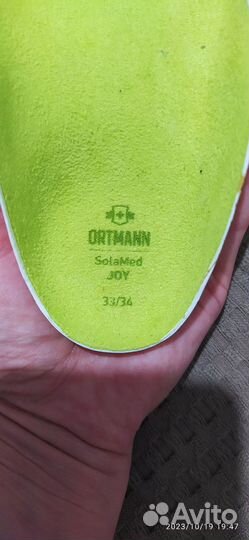 ORTMANN
SolaMed
JOY
33/34
Avito
2023/10/19 19:47